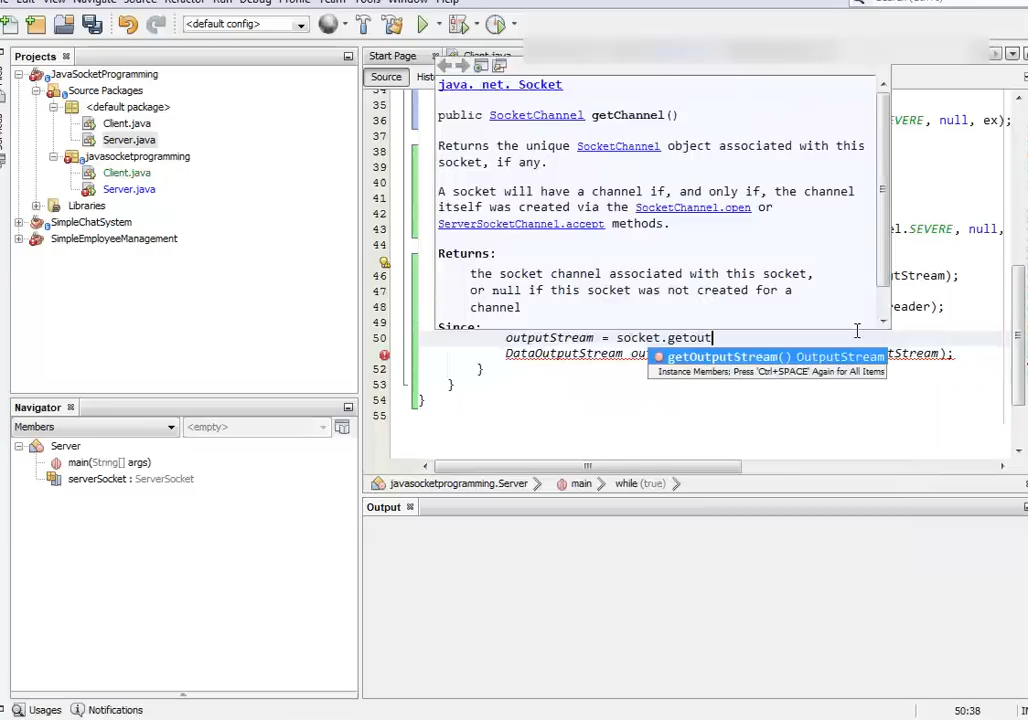 <default config>
Projects
Start Page
Client.java
Source
JavaSocketProgramming
Source Packages
<default package>
Client.java
Server.java
javasocketprogramming
Client.java
Server.java
Libraries
SimpleChatSystem
SimpleEmployeeManagement
java. net. Socket
public SocketChannel getChannel()
Returns the unique SocketChannel object associated with this
socket, if any.
A socket will have a channel if, and only if, the channel
itself was created via the SocketChannel.open or
ServerSocketChannel.accept methods.
Returns:
the socket channel associated with this socket,
or null if this socket was not created for a
channel
Since:
35
36
37
38
39
40
41
42
43
44
46
47
48
49
50
52
53
54
55
VERE, null, ex);
l.SEVERE, null,
tStream);
eader);
outputStream = socket.getout
DataOutputStream ou
tStream);
}
}
}
getOutputStream() OutputStream
Instance Members; Press 'Ctrl+SPACE' Again for All Items
javasocketprogramming.Server
main
while (true)
Navigator
Members
<empty>
Server
main(String[] args)
serverSocket : ServerSocket
Output
Usages
Notifications
50:38